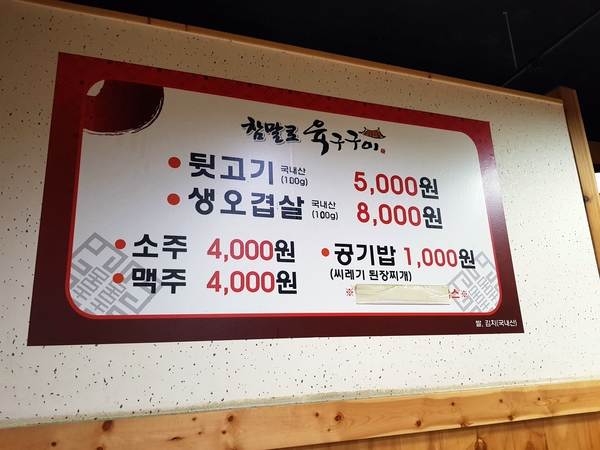 참말로 육구구이
• 뒷고기 국내산 (100g) 5,000원
• 생오겹살 국내산 (100g) 8,000원
• 소주 4,000원
• 맥주 4,000원
• 공기밥 1,000원
(씨레기 된장찌개)
※ 스※
쌀, 김치(국내산)